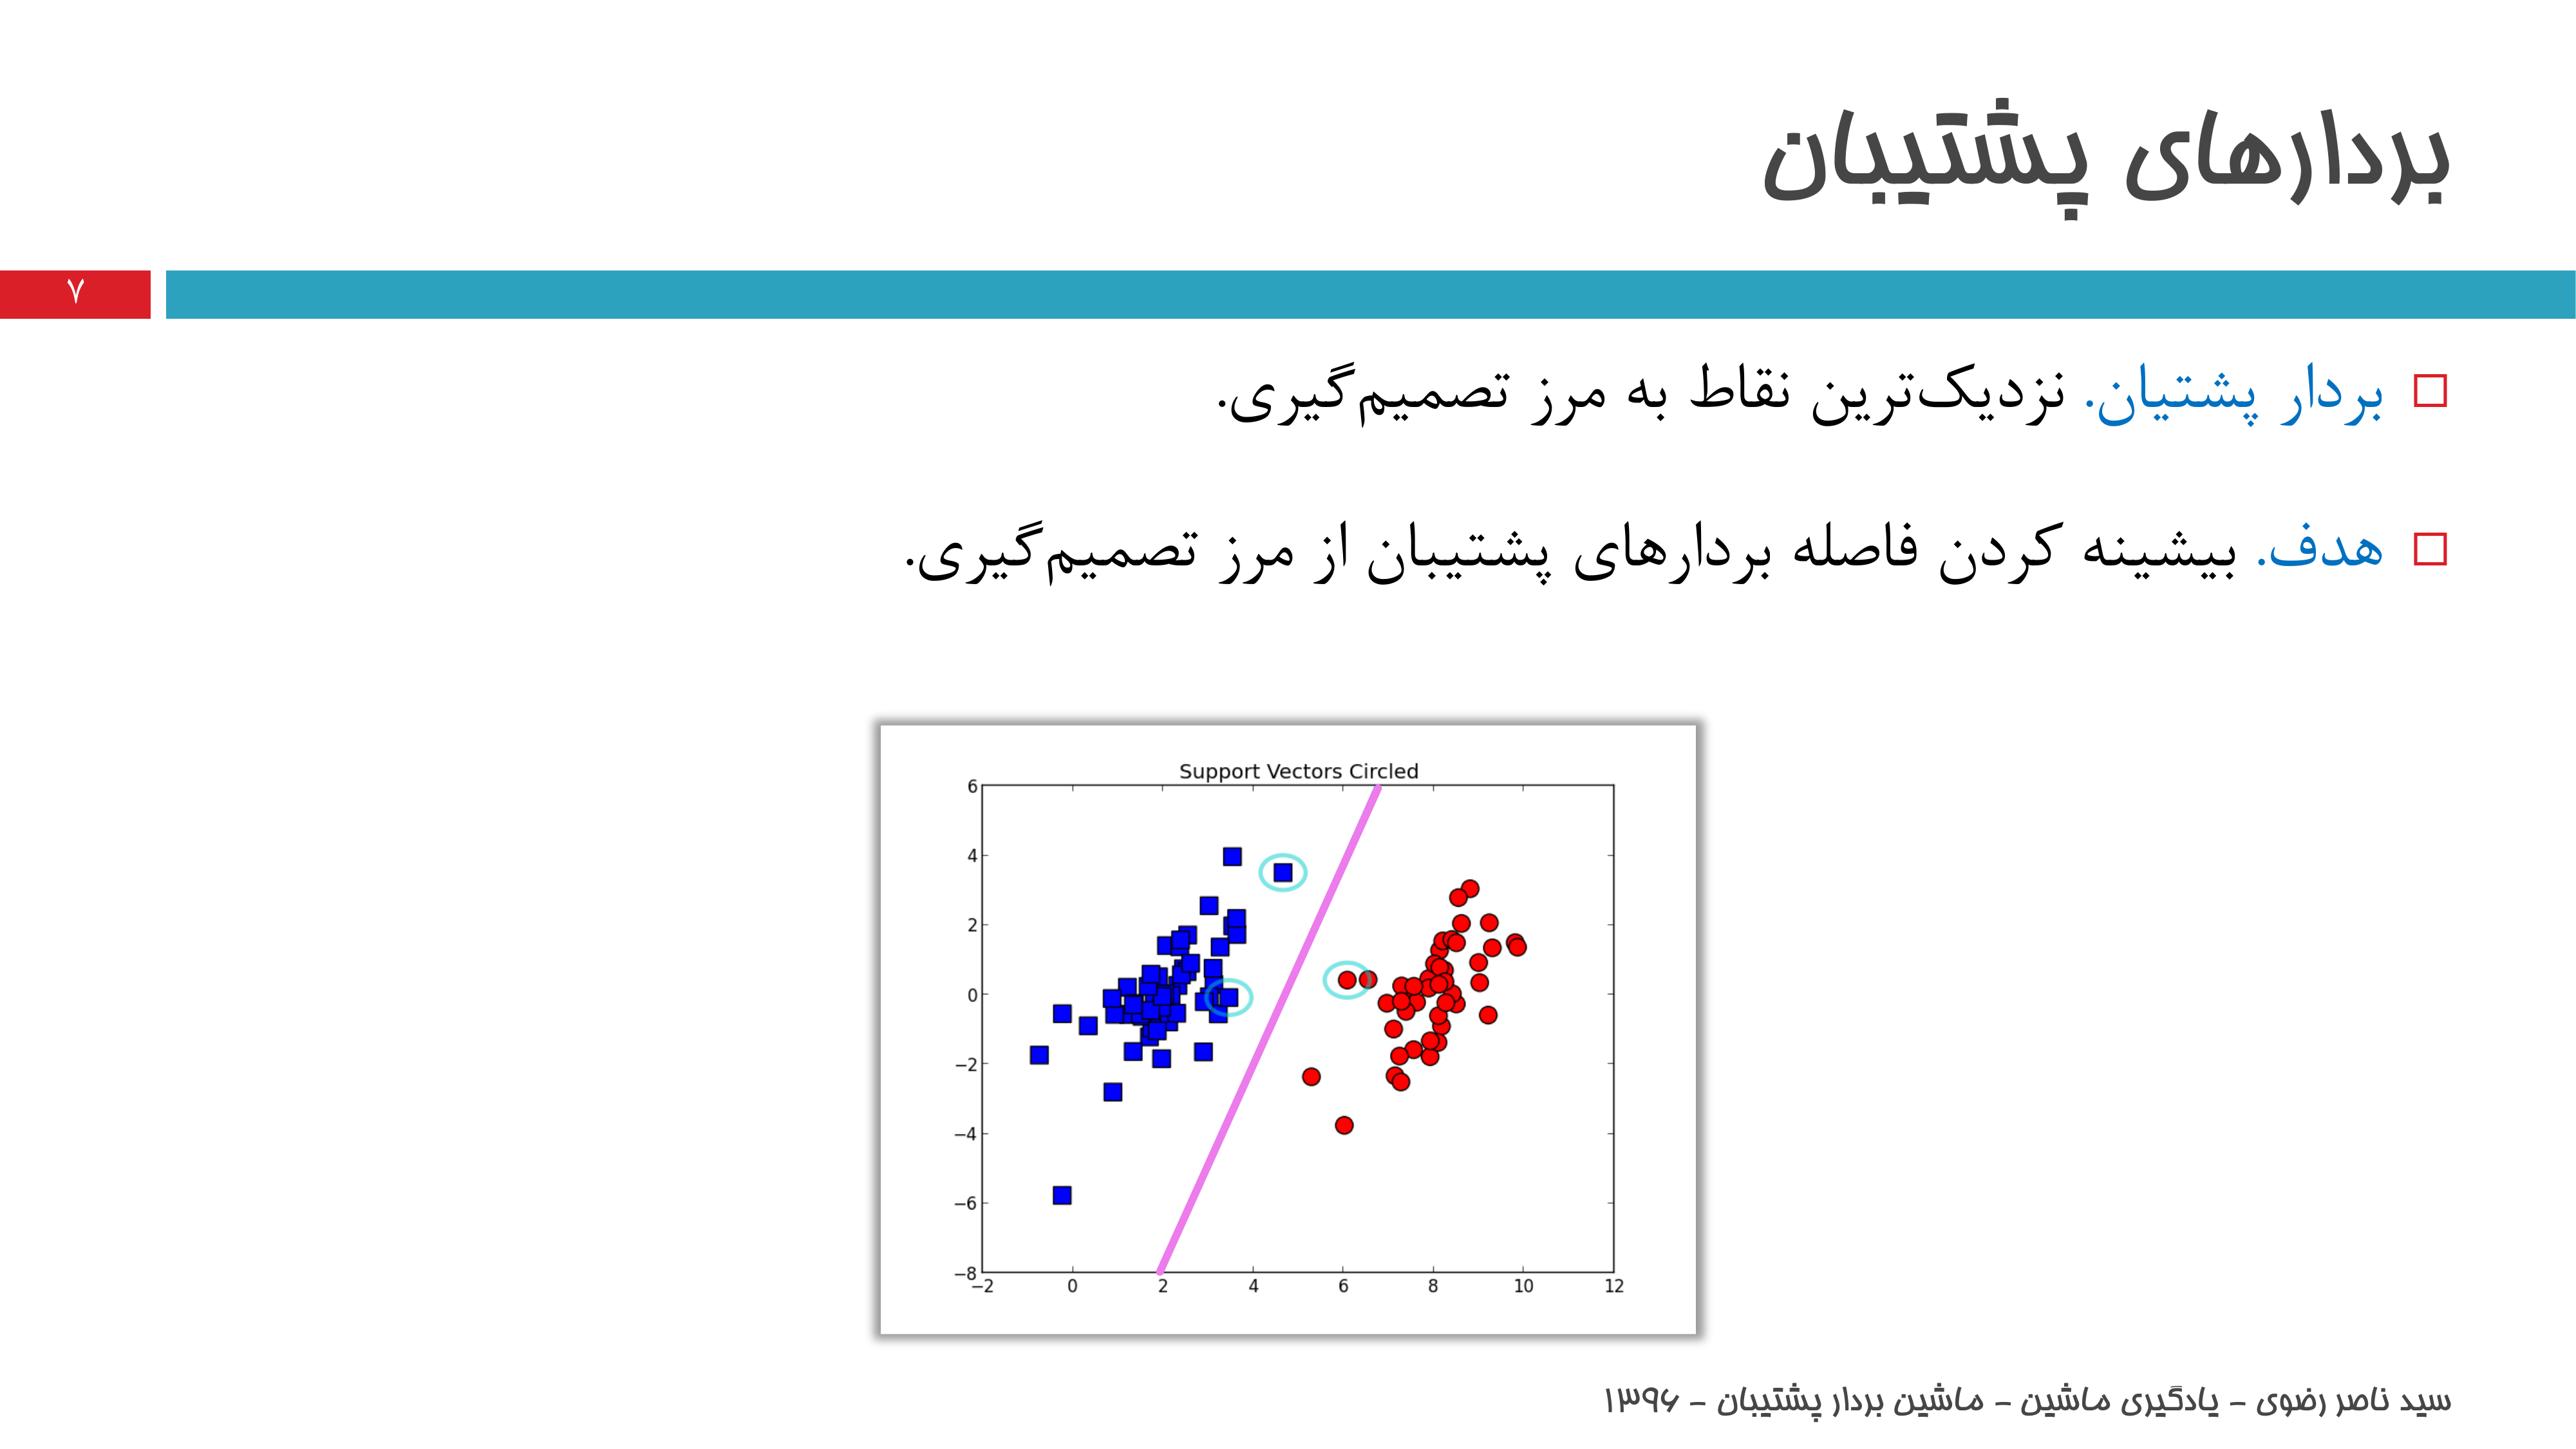 بردارهای پشتیبان
۷
بردار پشتیان. نزدیک‌ترین نقاط به مرز تصمیم‌گیری.
هدف. بیشینه کردن فاصله بردارهای پشتیبان از مرز تصمیم‌گیری.
Support Vectors Circled
6
4
2
0
−2
−4
−6
−8
−2 0 2 4 6 8 10 12
سید ناصر رضوی – یادگیری ماشین – ماشین بردار پشتیبان – ۱۳۹۶